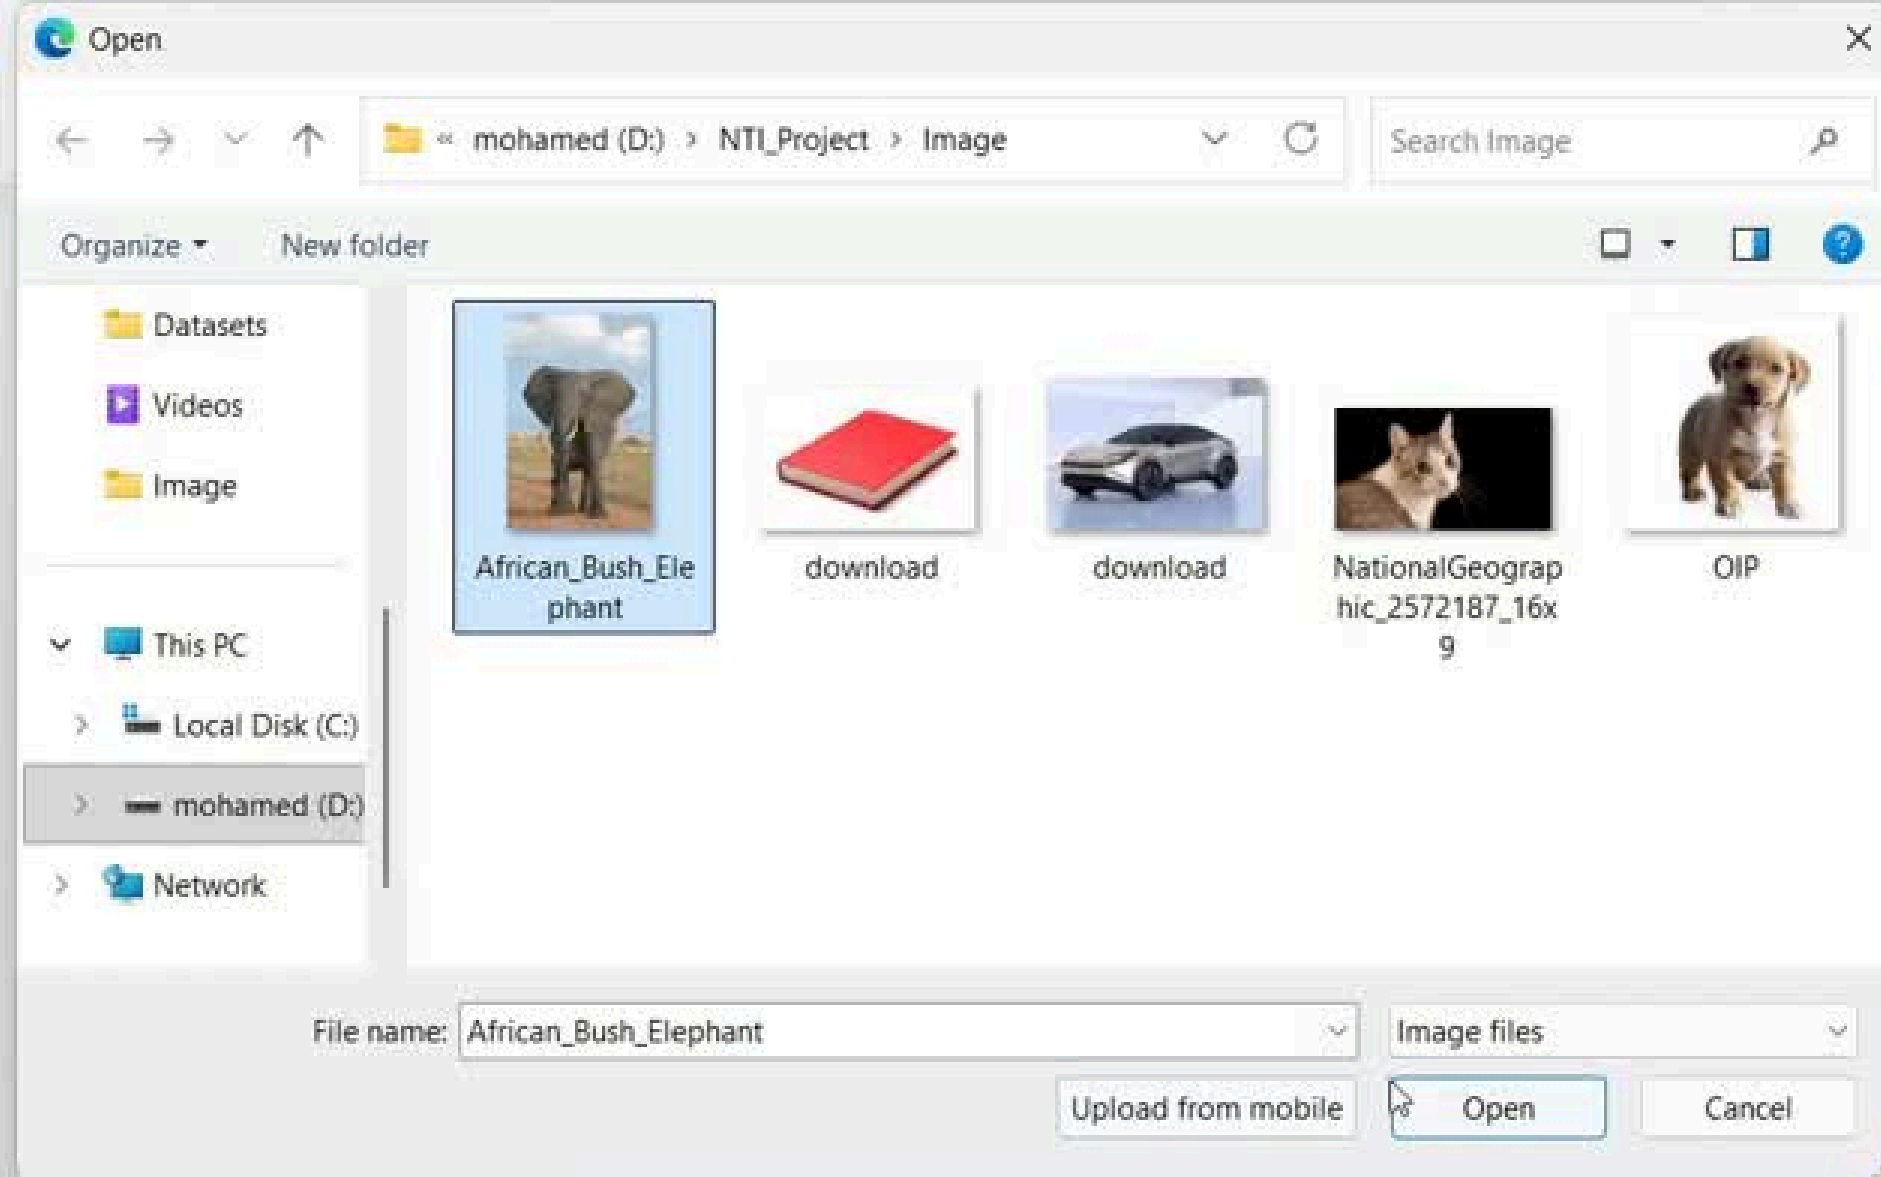 Open
« mohamed (D:) › NTI_Project › Image
Search Image
Organize
New folder
Datasets
Videos
Image
This PC
Local Disk (C:)
mohamed (D:)
Network
African_Bush_Ele
phant
download
download
NationalGeograp
hic_2572187_16x
9
OIP
File name: African_Bush_Elephant
Image files
Upload from mobile
Open
Cancel